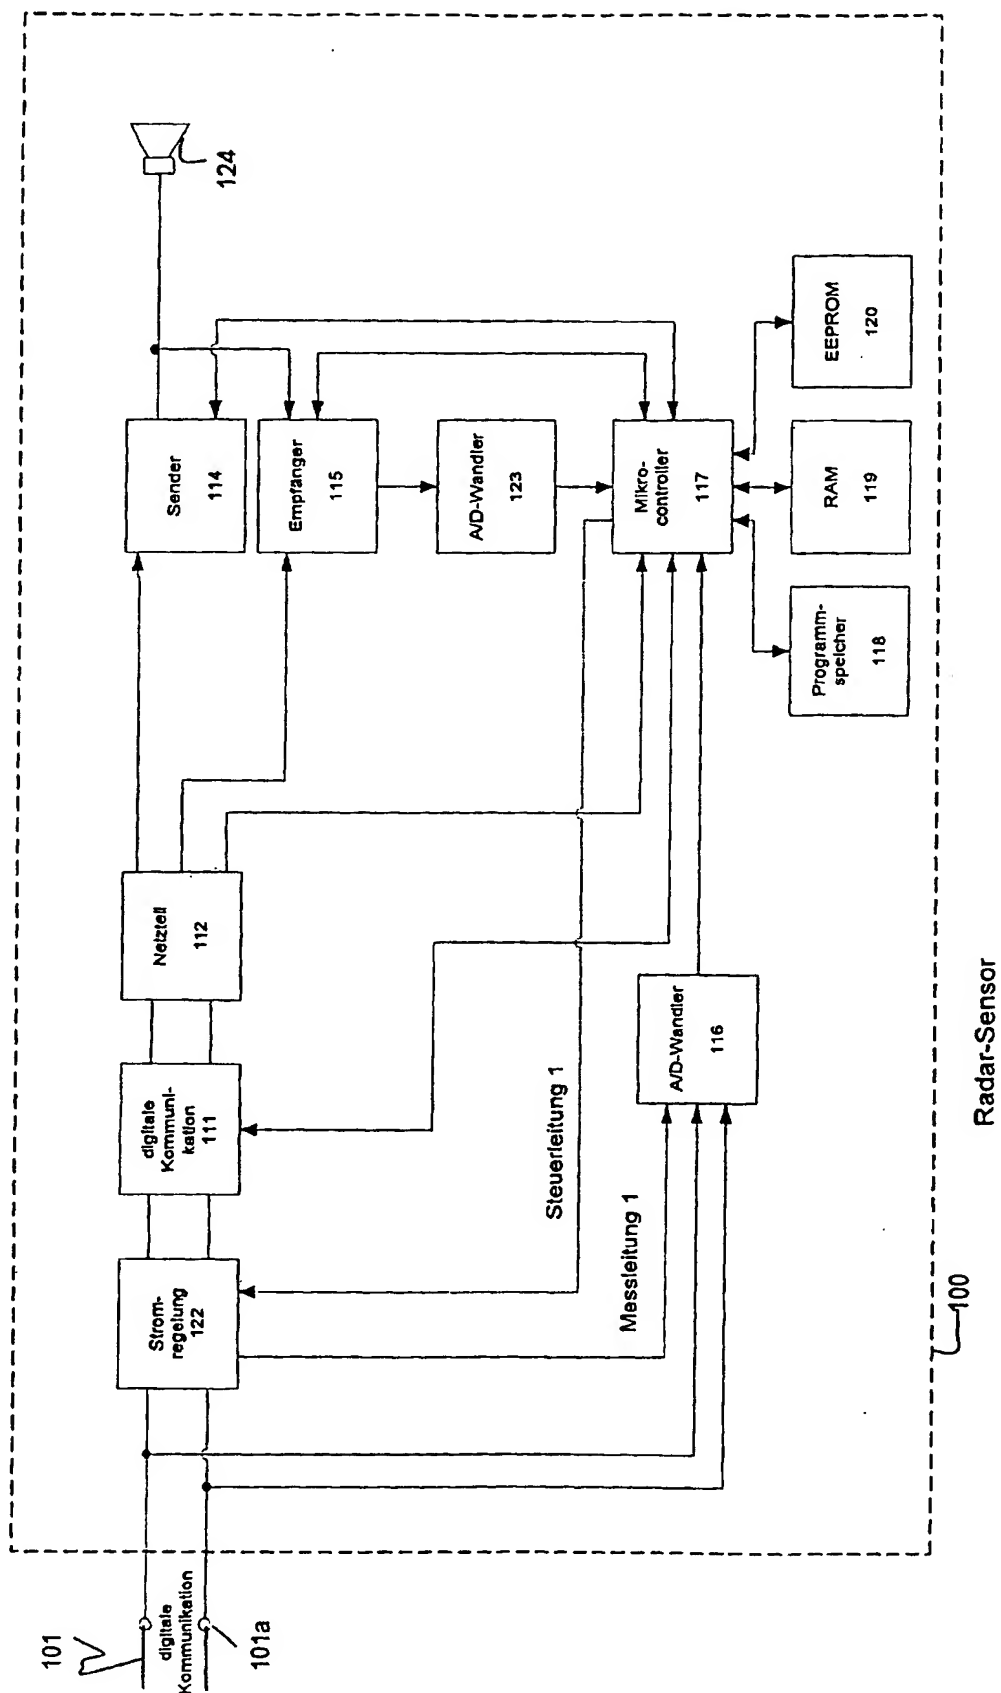 101
digitale
Kommunikation
101a
Strom-
regelung
122
digitale
Kommuni-
kation
111
Netzteil
112
Sender
114
124
Empfänger
115
A/D-Wandler
123
Steuerleitung 1
Messleitung 1
A/D-Wandler
116
Mikro-
controller
117
Programm-
speicher
118
RAM
119
EEPROM
120
100
Radar-Sensor